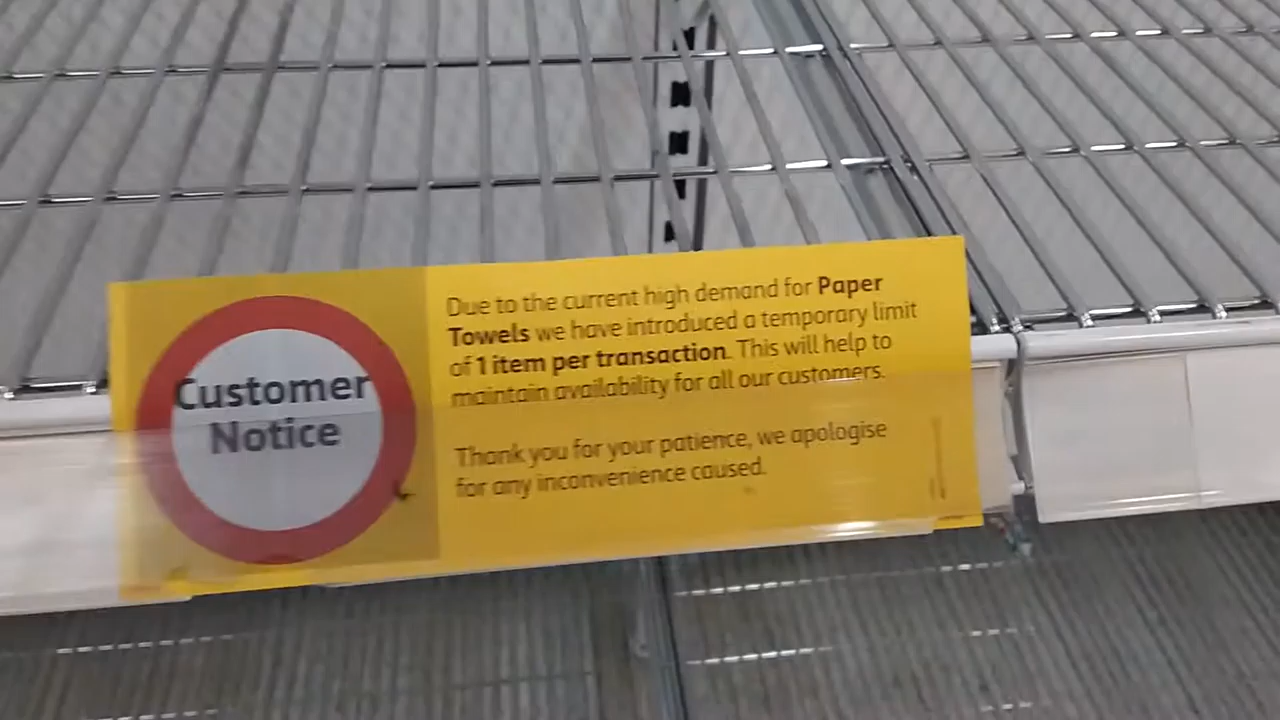 Customer
Notice
Due to the current high demand for Paper
Towels we have introduced a temporary limit
of 1 item per transaction. This will help to
maintain availability for all our customers.
Thank you for your patience, we apologise
for any inconvenience caused.